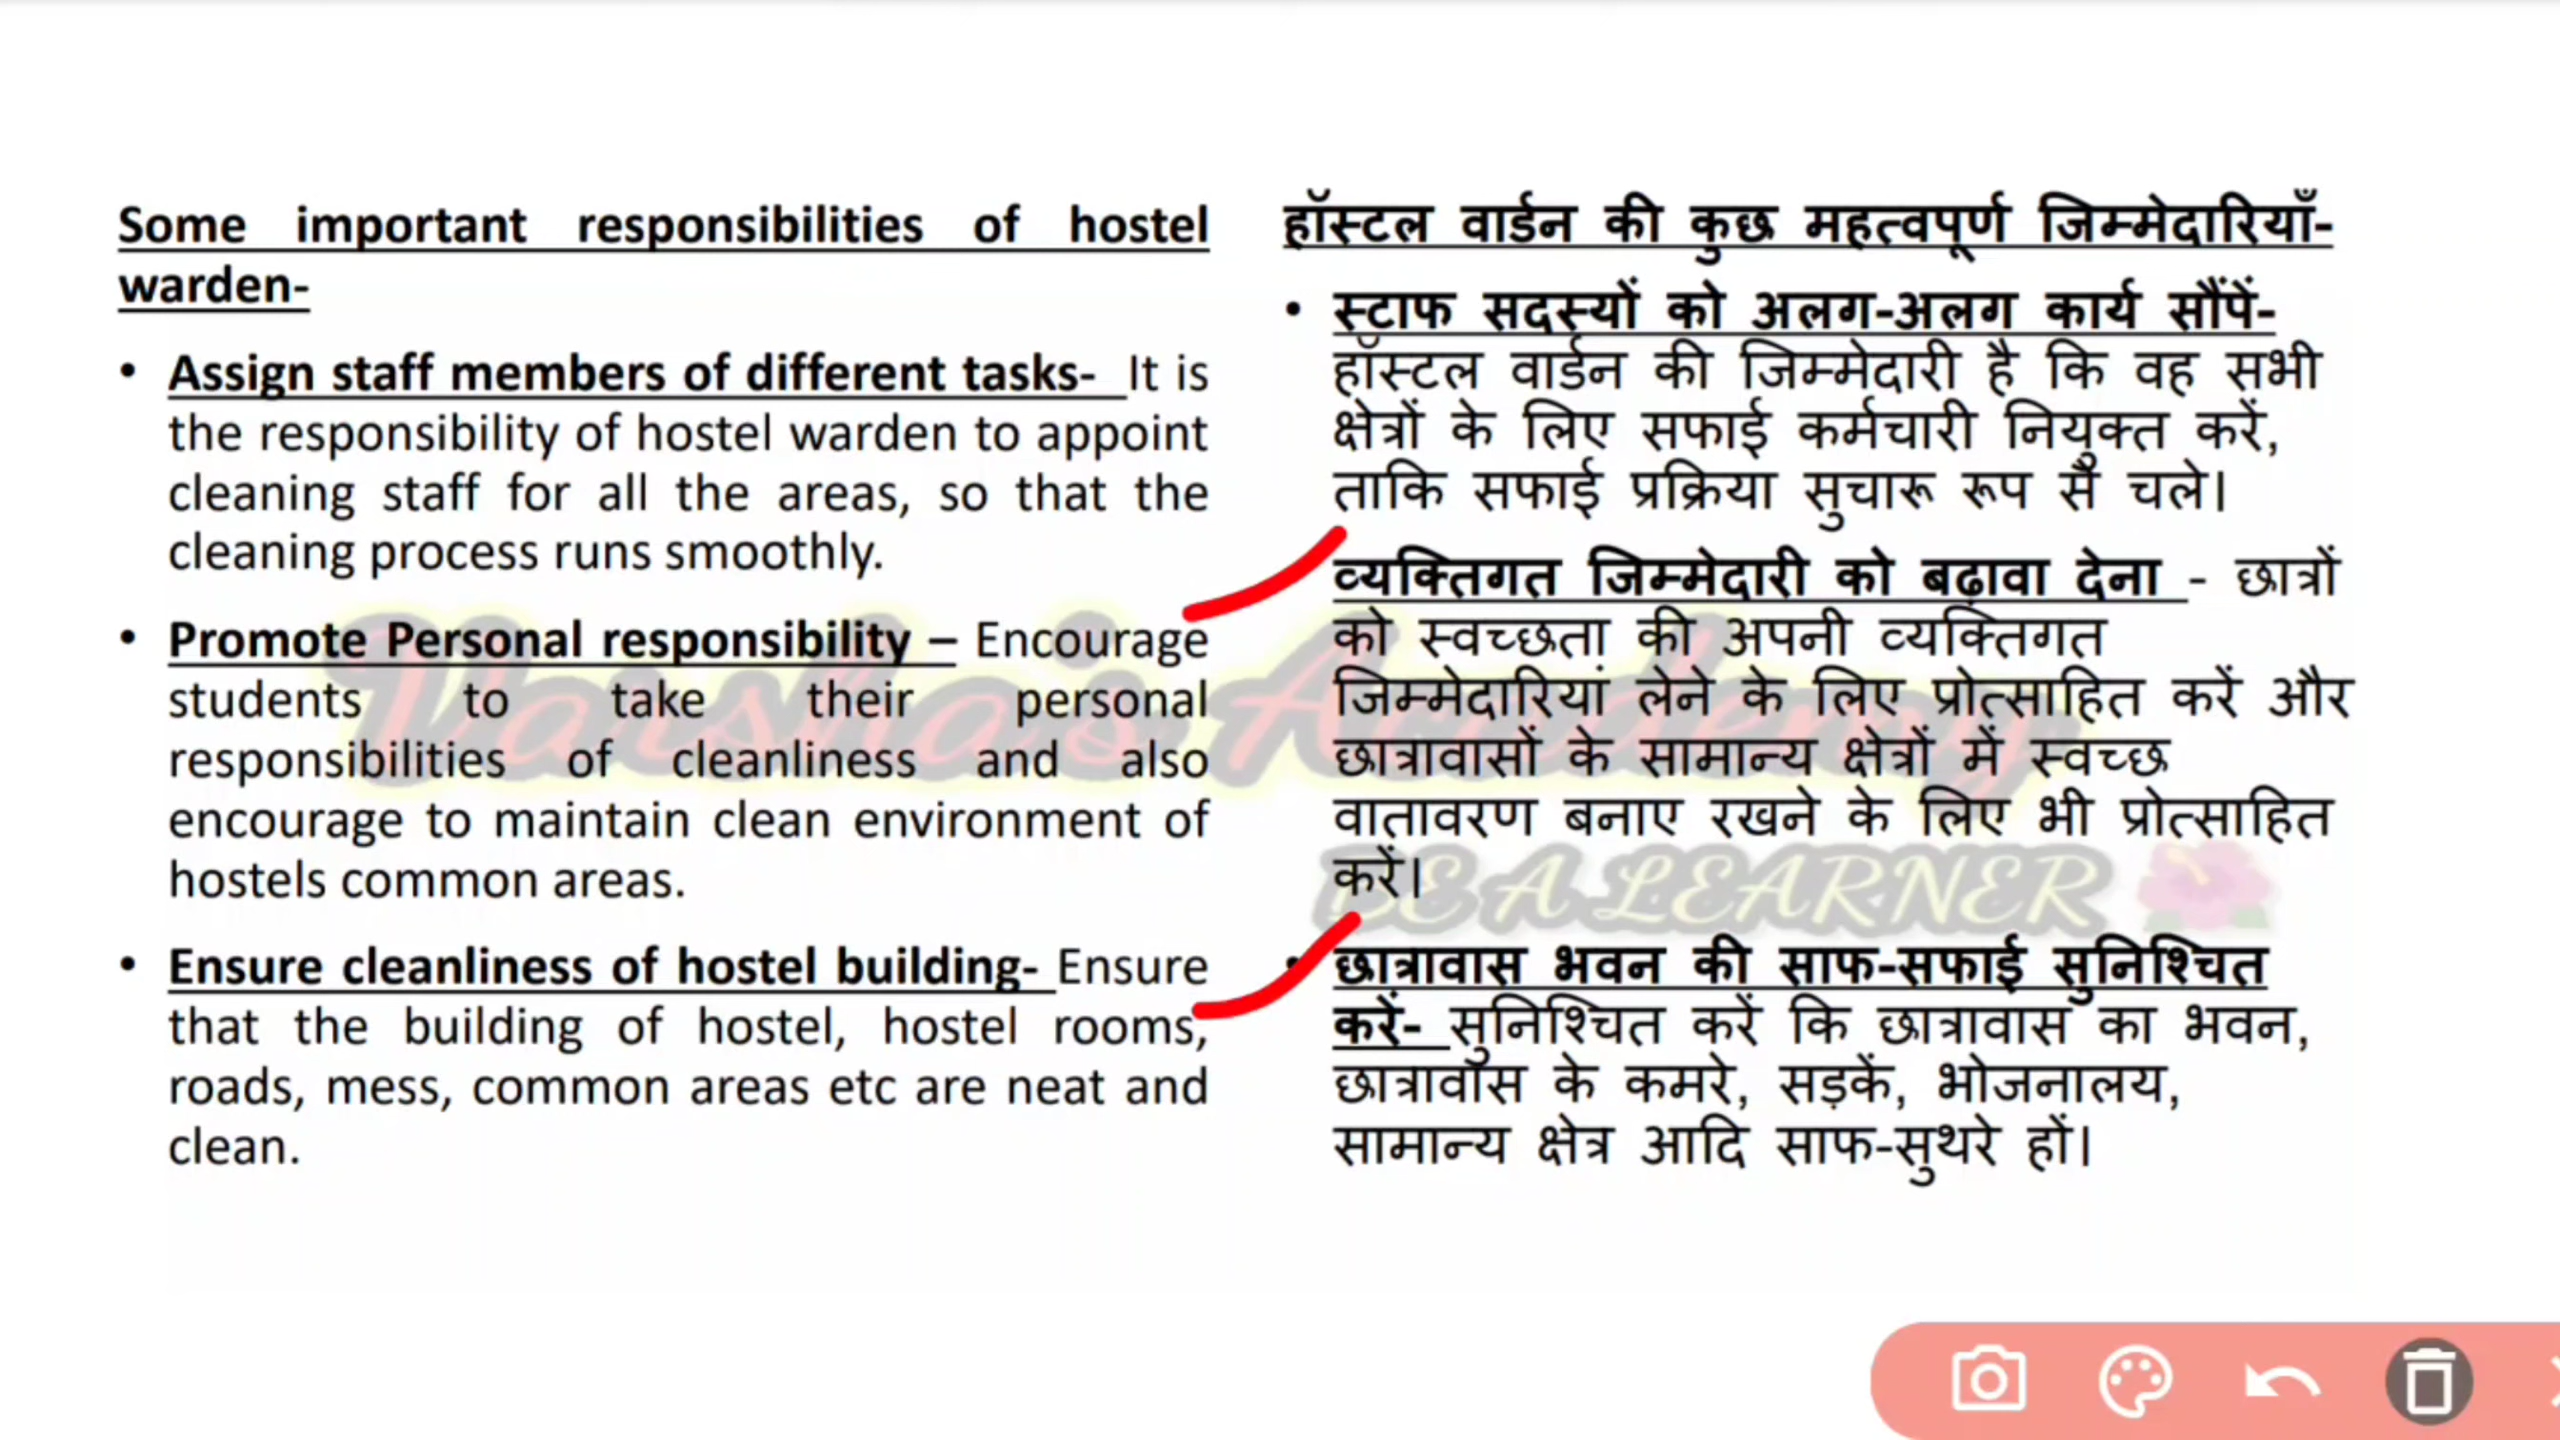 Some important responsibilities of hostel
warden-
• Assign staff members of different tasks- It is
the responsibility of hostel warden to appoint
cleaning staff for all the areas, so that the
cleaning process runs smoothly.
• Promote Personal responsibility – Encourage
students to take their personal
responsibilities of cleanliness and also
encourage to maintain clean environment of
hostels common areas.
• Ensure cleanliness of hostel building- Ensure
that the building of hostel, hostel rooms,
roads, mess, common areas etc are neat and
clean.
हॉस्टल वार्डन की कुछ महत्वपूर्ण जिम्मेदारियाँ-
• स्टाफ सदस्यों को अलग-अलग कार्य सौंपें-
हॉस्टल वार्डन की जिम्मेदारी है कि वह सभी
क्षेत्रों के लिए सफाई कर्मचारी नियुक्त करें,
ताकि सफाई प्रक्रिया सुचारू रूप से चले।
व्यक्तिगत जिम्मेदारी को बढ़ावा देना - छात्रों
को स्वच्छता की अपनी व्यक्तिगत
जिम्मेदारियां लेने के लिए प्रोत्साहित करें और
छात्रावासों के सामान्य क्षेत्रों में स्वच्छ
वातावरण बनाए रखने के लिए भी प्रोत्साहित
करें।
• छात्रावास भवन की साफ-सफाई सुनिश्चित
करें- सुनिश्चित करें कि छात्रावास का भवन,
छात्रावास के कमरे, सड़कें, भोजनालय,
सामान्य क्षेत्र आदि साफ-सुथरे हों।
Varsha's Academy
BE A LEARNER